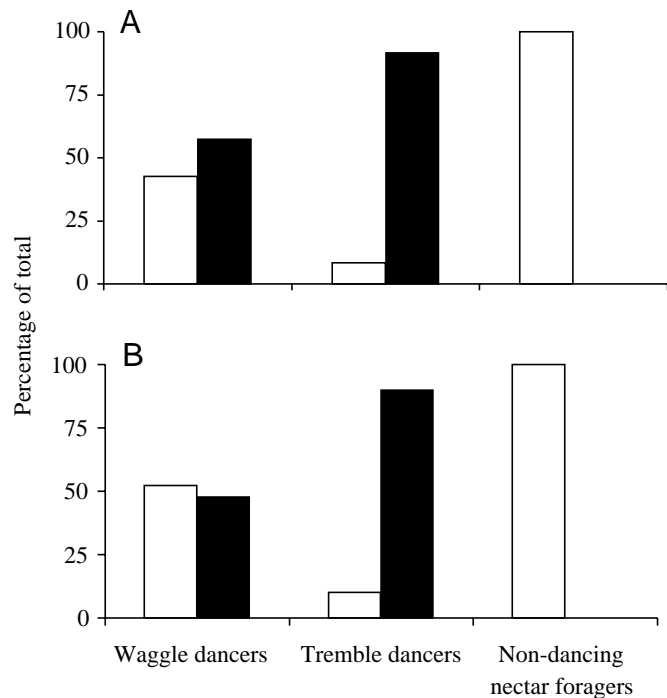 A
100
75
50
25
0
Percentage of total
B
100
75
50
25
0
Waggle dancers
Tremble dancers
Non-dancing
nectar foragers